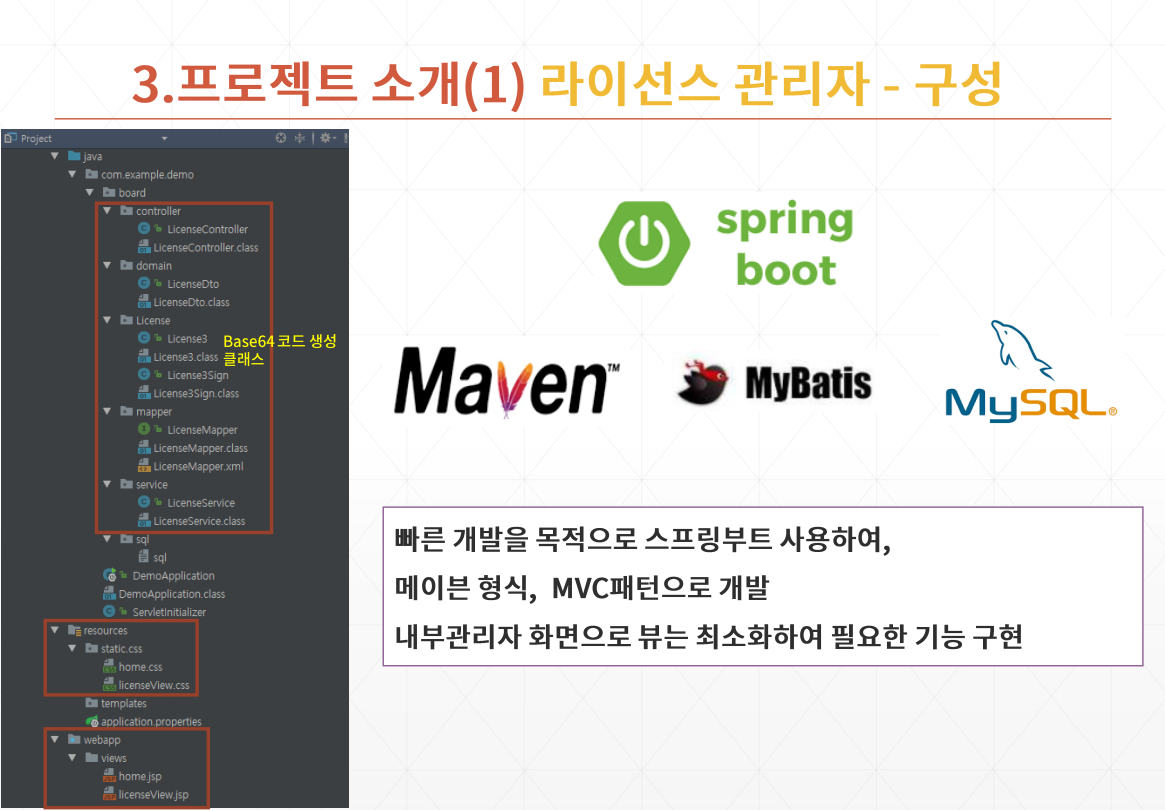 3.프로젝트 소개(1) 라이선스 관리자 - 구성
Project
java
com.example.demo
board
controller
LicenseController
LicenseController.class
domain
LicenseDto
LicenseDto.class
License
License3
License3.class
Base64 코드 생성
클래스
License3Sign
License3Sign.class
mapper
LicenseMapper
LicenseMapper.class
LicenseMapper.xml
service
LicenseService
LicenseService.class
sql
sql
DemoApplication
DemoApplication.class
ServletInitializer
resources
static.css
home.css
licenseView.css
templates
application.properties
webapp
views
home.jsp
licenseView.jsp
spring
boot
Maven™
MyBatis
MySQL®
빠른 개발을 목적으로 스프링부트 사용하여,
메이븐 형식, MVC패턴으로 개발
내부관리자 화면으로 뷰는 최소화하여 필요한 기능 구현